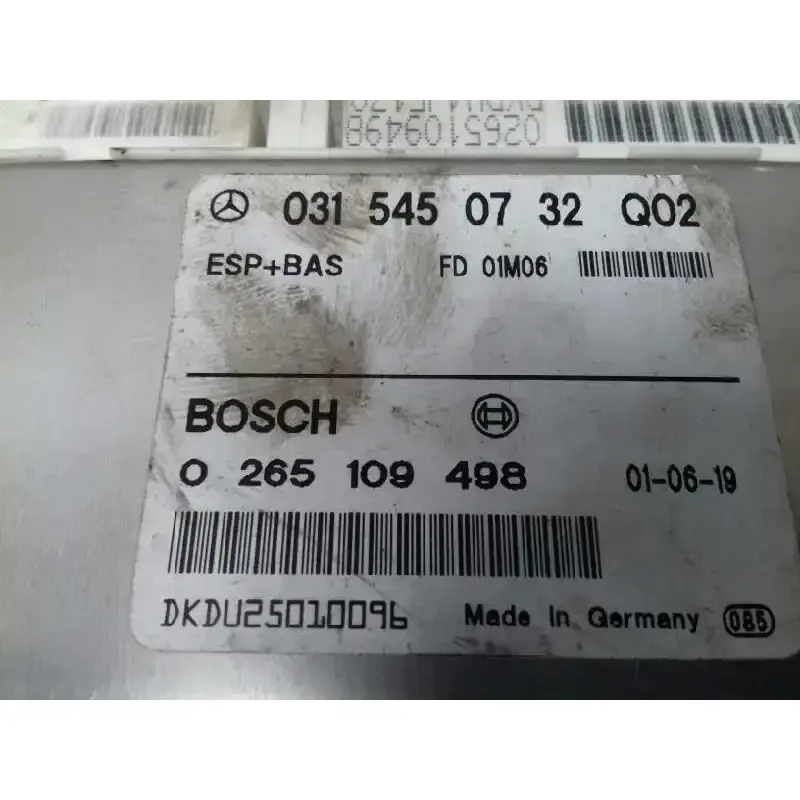 0265109498
031 545 07 32 Q02
ESP+BAS FD 01M06
BOSCH
0 265 109 498 01-06-19
DKDU25010096 Made in Germany 085